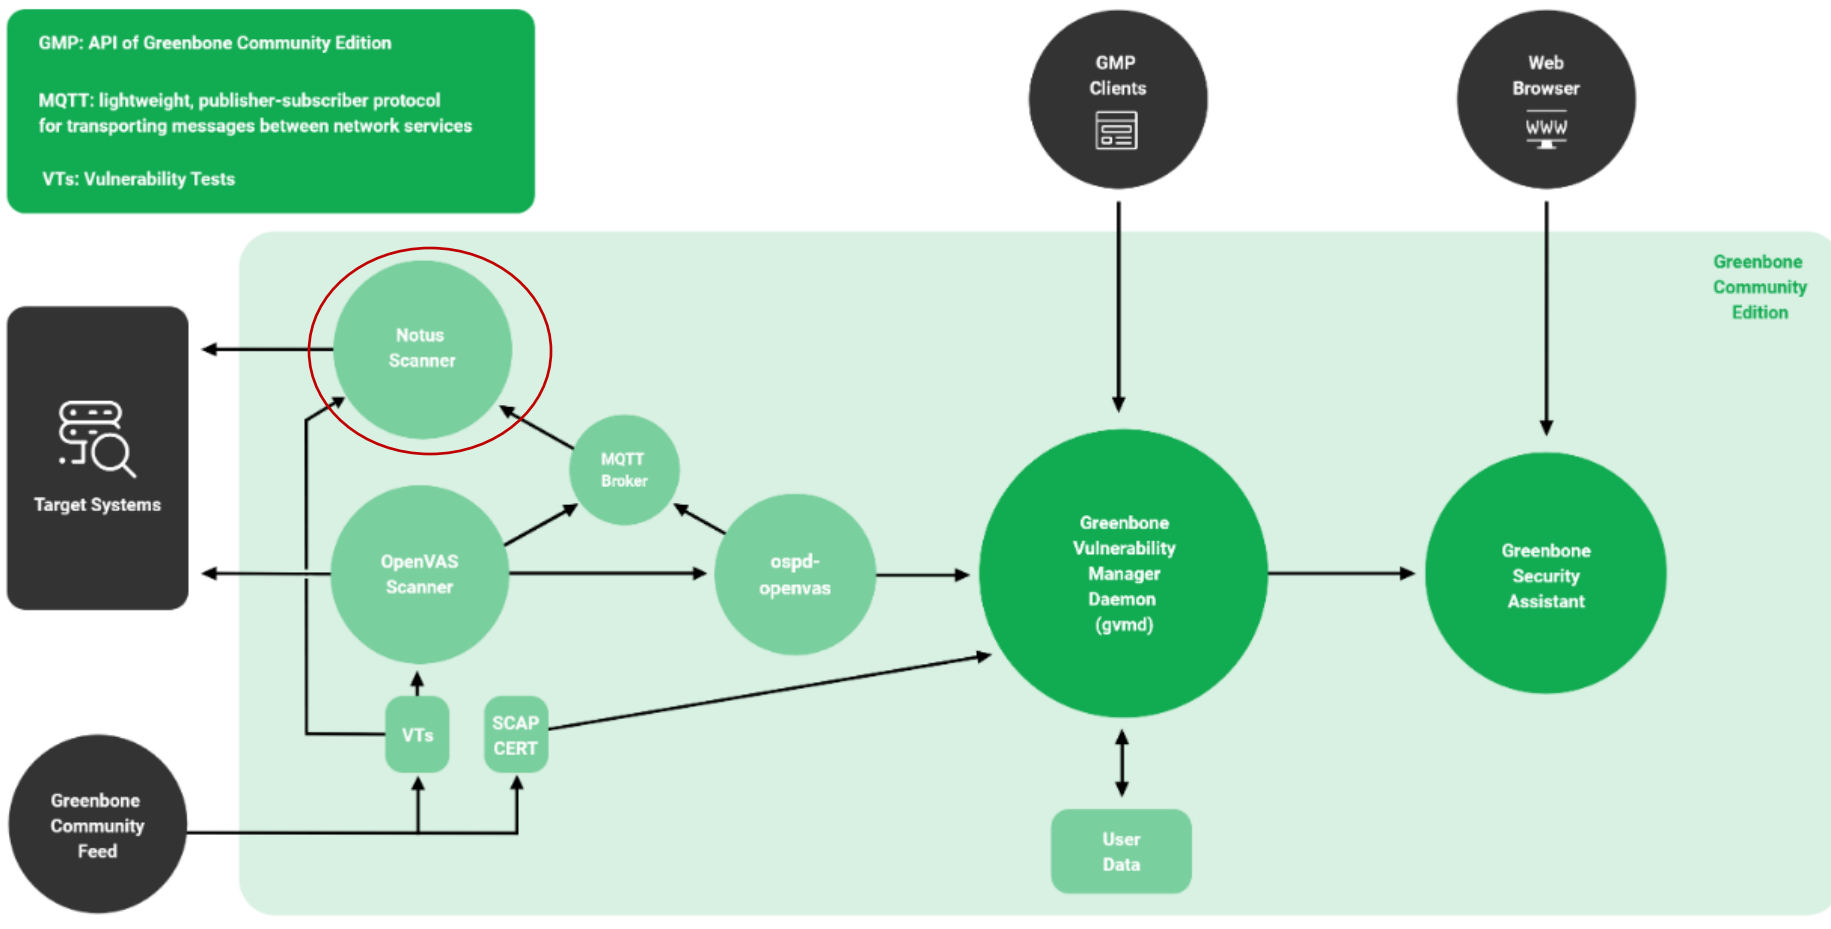 GMP: API of Greenbone Community Edition
MQTT: lightweight, publisher-subscriber protocol
for transporting messages between network services
VTs: Vulnerability Tests
GMP
Clients
Web
Browser
WWW
Greenbone
Community
Edition
Notus
Scanner
Target Systems
MQTT
Broker
OpenVAS
Scanner
ospd-
openvas
Greenbone
Vulnerability
Manager
Daemon
(gvmd)
Greenbone
Security
Assistant
VTs
SCAP
CERT
Greenbone
Community
Feed
User
Data